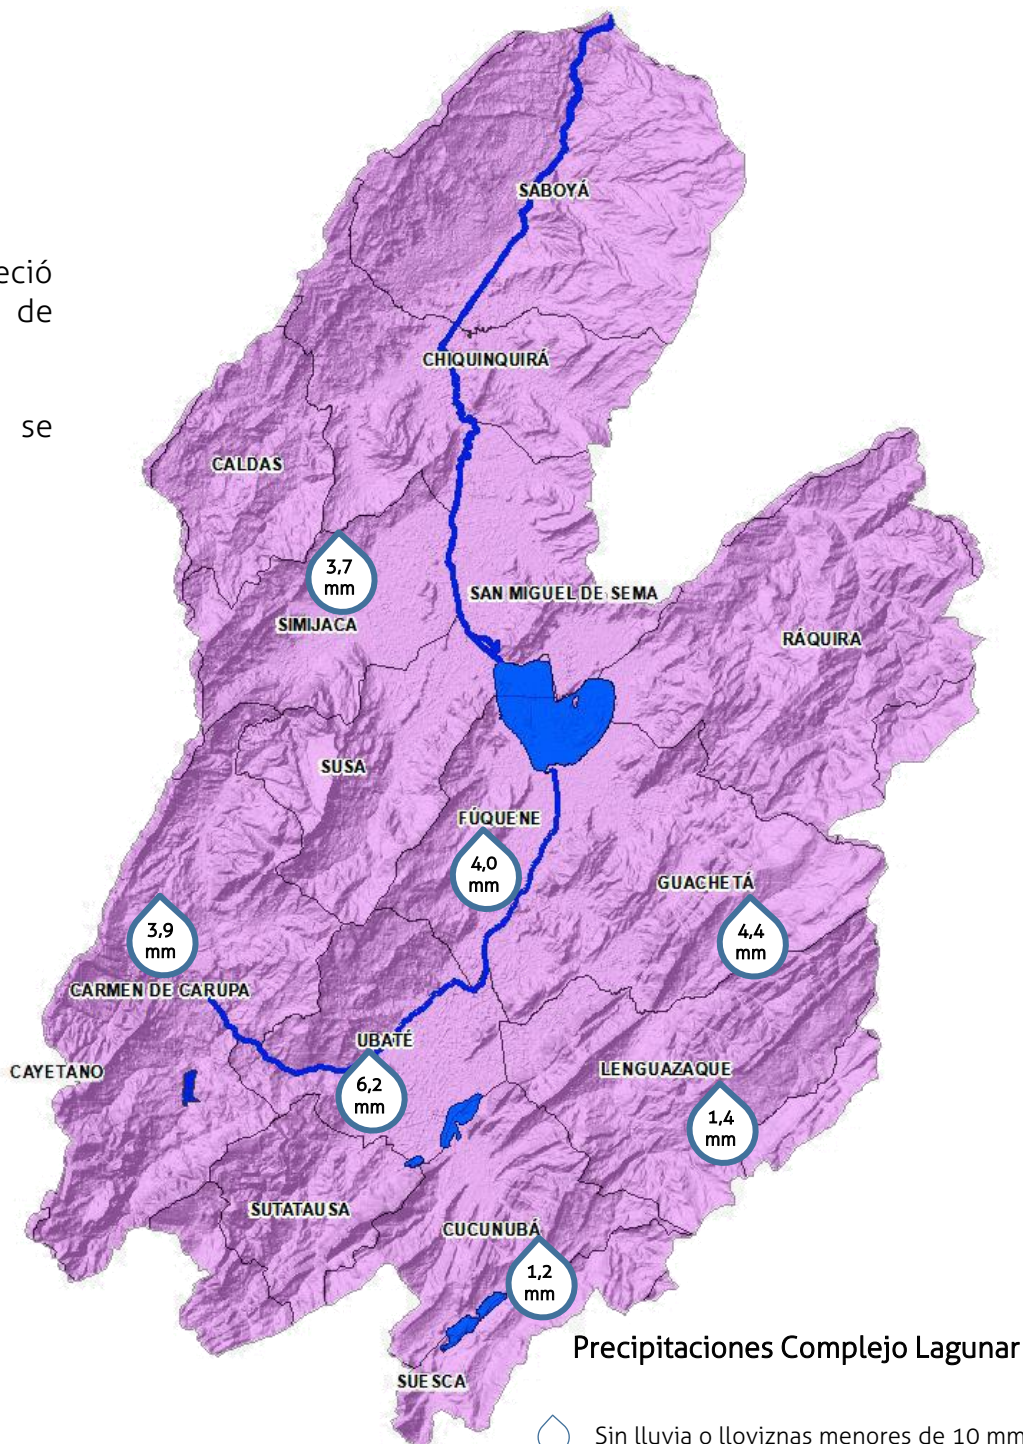 SABOYÁ
eció
de
CHIQUINQUIRÁ
se
CALDAS
3,7
mm
SAN MIGUEL DE SEMA
SIMIJACA
RÁQUIRA
SUSA
FÚQUENE
4,0
mm
GUACHETÁ
3,9
mm
4,4
mm
CARMEN DE CARUPA
UBATÉ
CAYETANO
LENGUAZAQUE
6,2
mm
1,4
mm
SUTATAUSA
CUCUNUBÁ
1,2
mm
Precipitaciones Complejo Lagunar
SUESCA
Sin lluvia o lloviznas menores de 10 mm